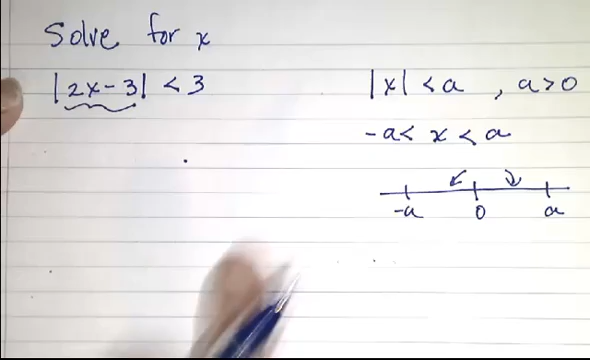 Solve for x
|2x-3| < 3
|x| < a , a>0
-a< x < a
-a 0 a